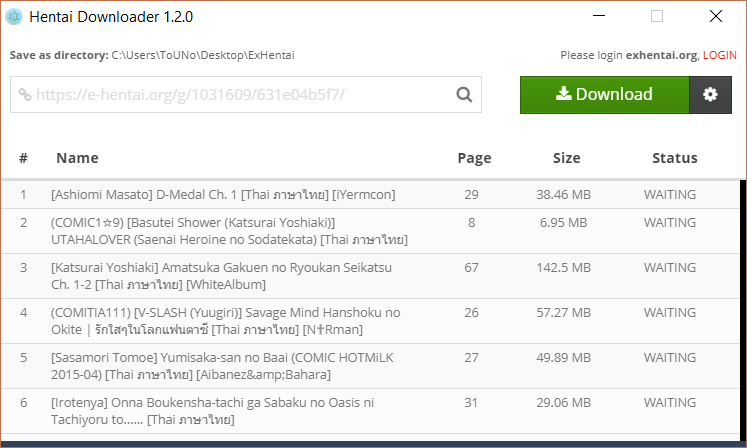 Hentai Downloader 1.2.0
Save as directory: C:\Users\ToUNo\Desktop\ExHentai
Please login exhentai.org, LOGIN
https://e-hentai.org/g/1031609/631e04b5f7/
Download
# Name Page Size Status
1 [Ashiomi Masato] D-Medal Ch. 1 [Thai ภาษาไทย] [iYermcon] 29 38.46 MB WAITING
2 (COMIC1☆9) [Basutei Shower (Katsurai Yoshiaki)] 8 6.95 MB WAITING
UTAHALOVER (Saenai Heroine no Sodatekata) [Thai ภาษาไทย]
3 [Katsurai Yoshiaki] Amatsuka Gakuen no Ryoukan Seikatsu 67 142.5 MB WAITING
Ch. 1-2 [Thai ภาษาไทย] [WhiteAlbum]
4 (COMITIA111) [V-SLASH (Yuugiri)] Savage Mind Hanshoku no 26 57.27 MB WAITING
Okite | รักใสๆในโลกแฟนตาซี [Thai ภาษาไทย] [N✝Rman]
5 [Sasamori Tomoe] Yumisaka-san no Baai (COMIC HOTMiLK 27 49.89 MB WAITING
2015-04) [Thai ภาษาไทย] [Aibanez&amp;Bahara]
6 [Irotenya] Onna Boukensha-tachi ga Sabaku no Oasis ni 31 29.06 MB WAITING
Tachiyoru to...... [Thai ภาษาไทย]